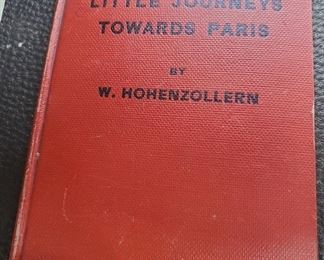 LITTLE JOURNEYS
TOWARDS PARIS
BY
W. HOHENZOLLERN